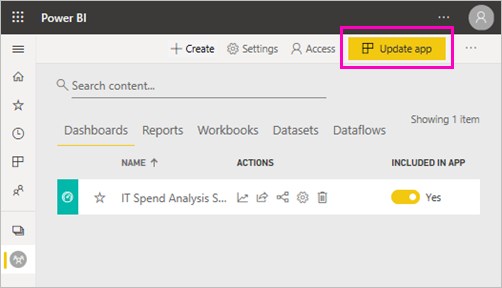 Power BI
Create Settings Access Update app
Search content...
Showing 1 item
Dashboards Reports Workbooks Datasets Dataflows
NAME ACTIONS INCLUDED IN APP
IT Spend Analysis S... Yes